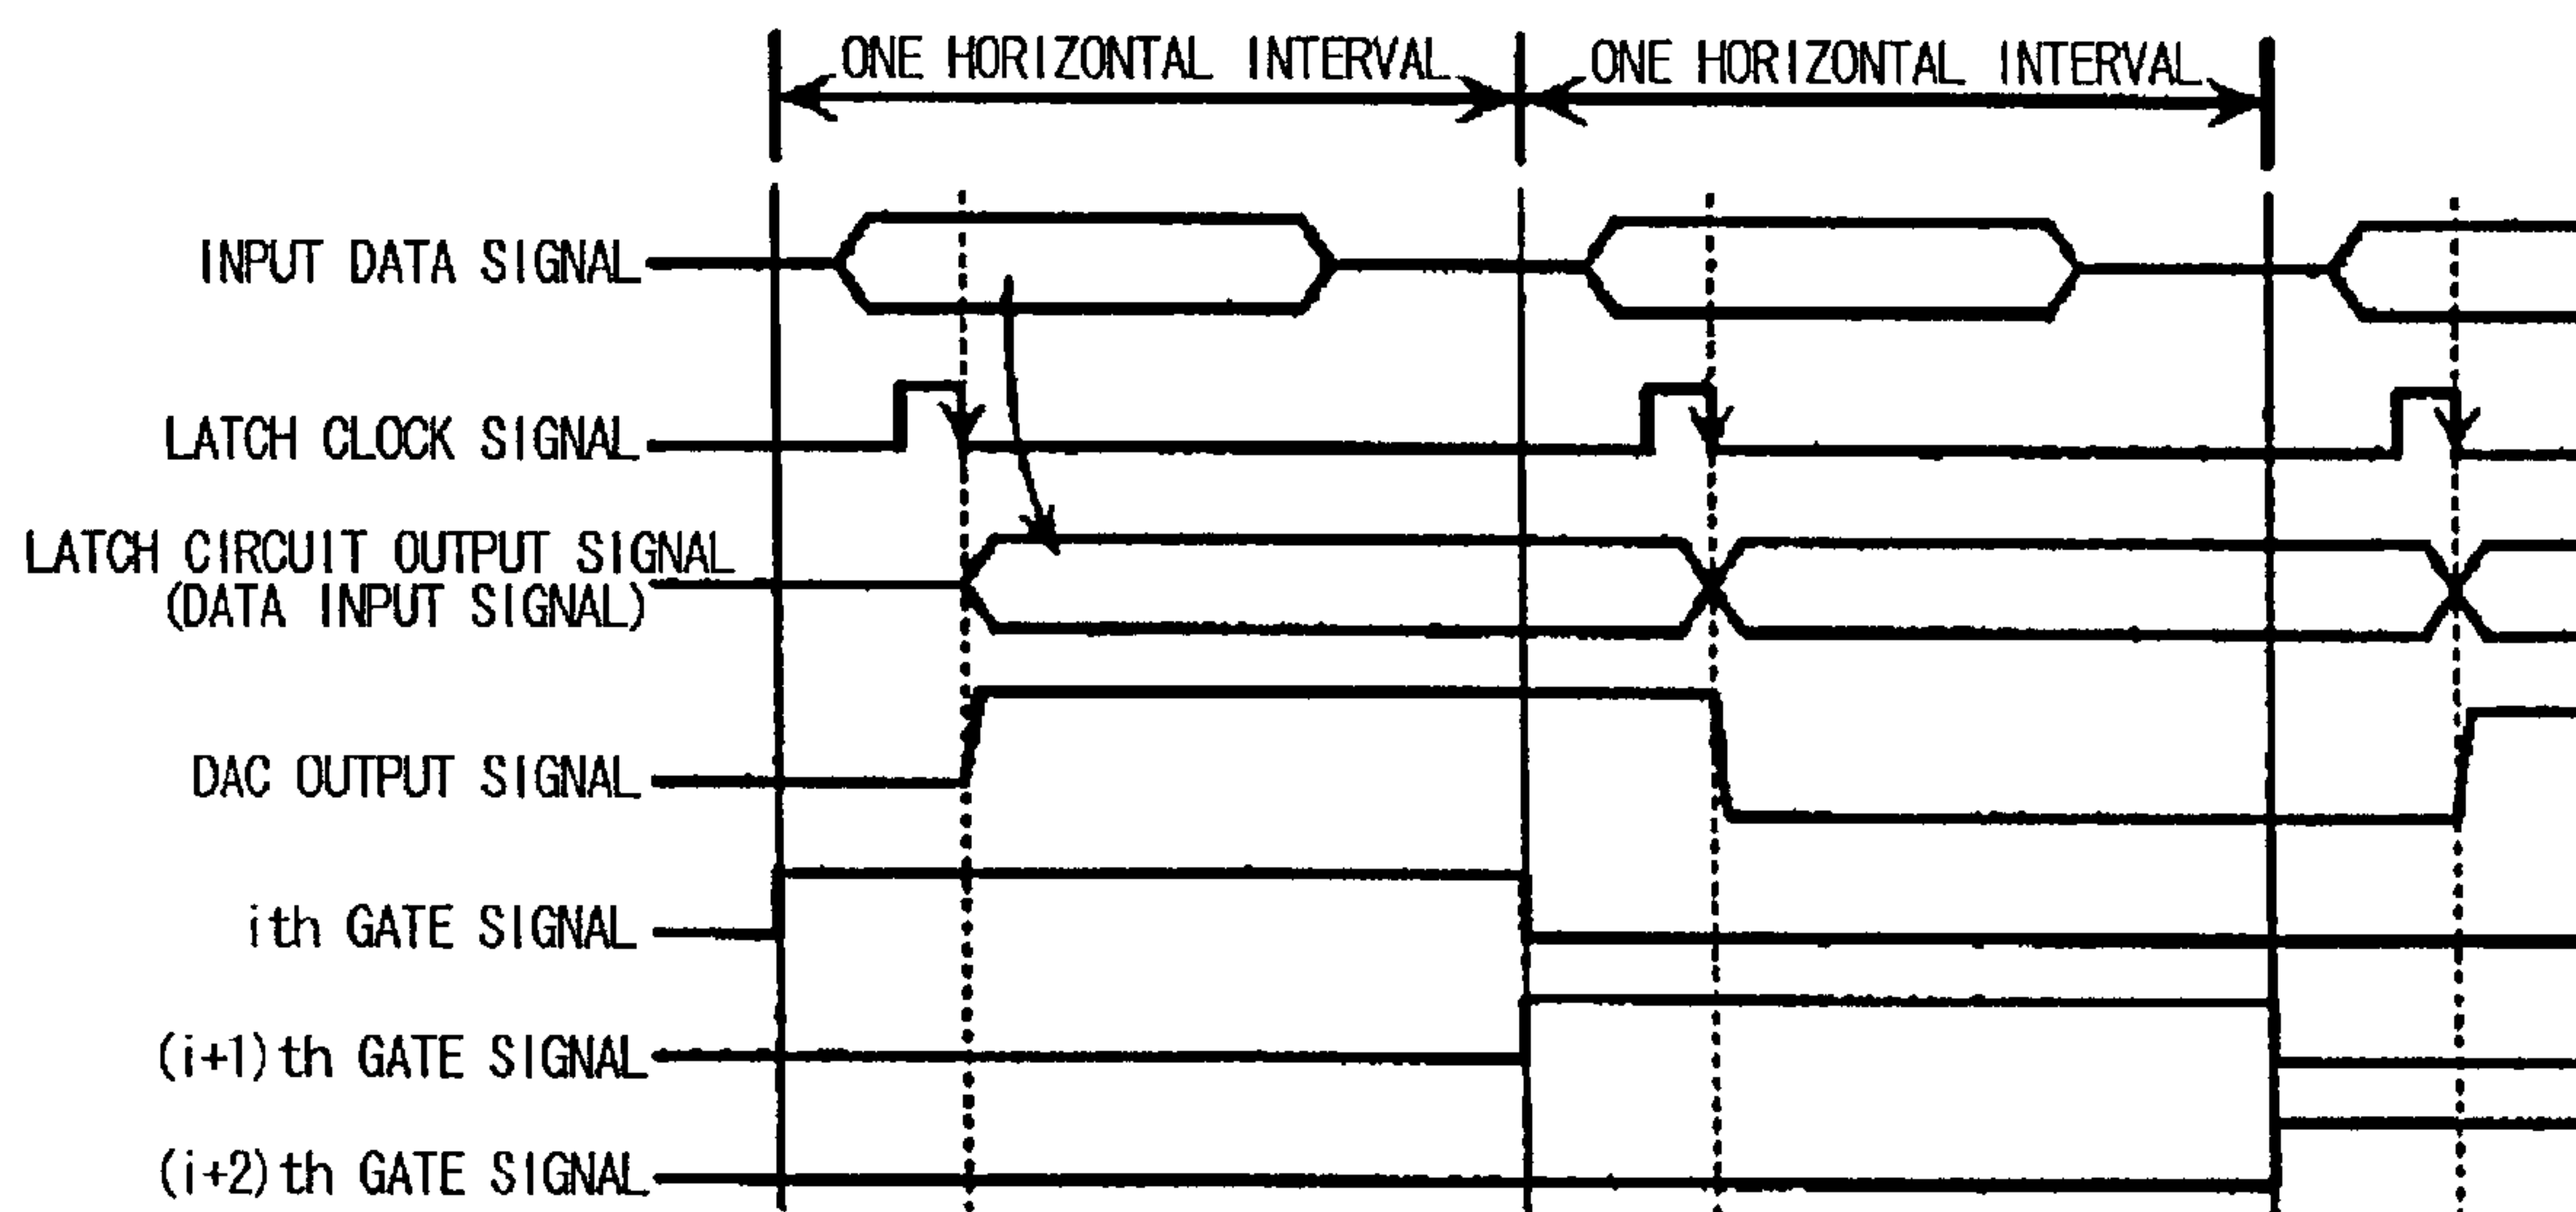 ONE HORIZONTAL INTERVAL
ONE HORIZONTAL INTERVAL
INPUT DATA SIGNAL
LATCH CLOCK SIGNAL
LATCH CIRCUIT OUTPUT SIGNAL
(DATA INPUT SIGNAL)
DAC OUTPUT SIGNAL
ith GATE SIGNAL
(i+1)th GATE SIGNAL
(i+2)th GATE SIGNAL